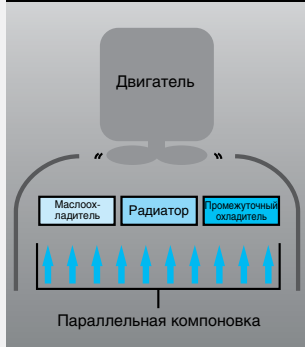 Двигатель
Маслоох-
ладитель
Радиатор
Промежуточный
охладитель
Параллельная компоновка